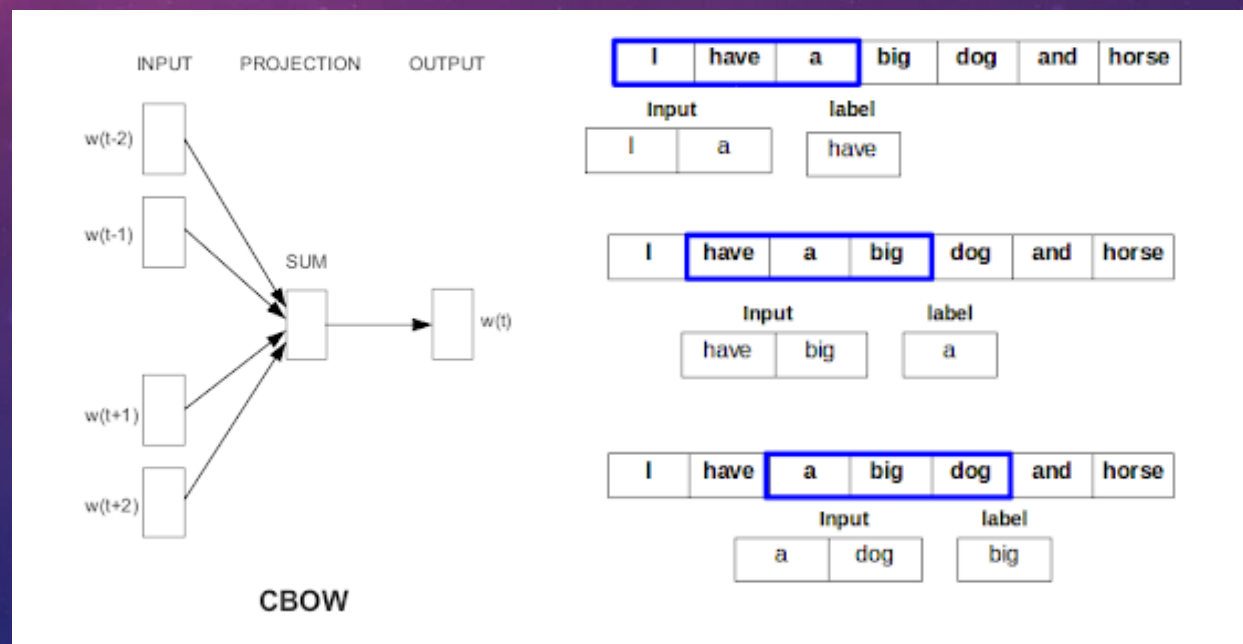 INPUT PROJECTION OUTPUT
w(t-2)
w(t-1)
SUM
w(t)
w(t+1)
w(t+2)
CBOW
I have a big dog and horse
Input label
I a have
I have a big dog and horse
Input label
have big a
I have a big dog and horse
Input label
a dog big